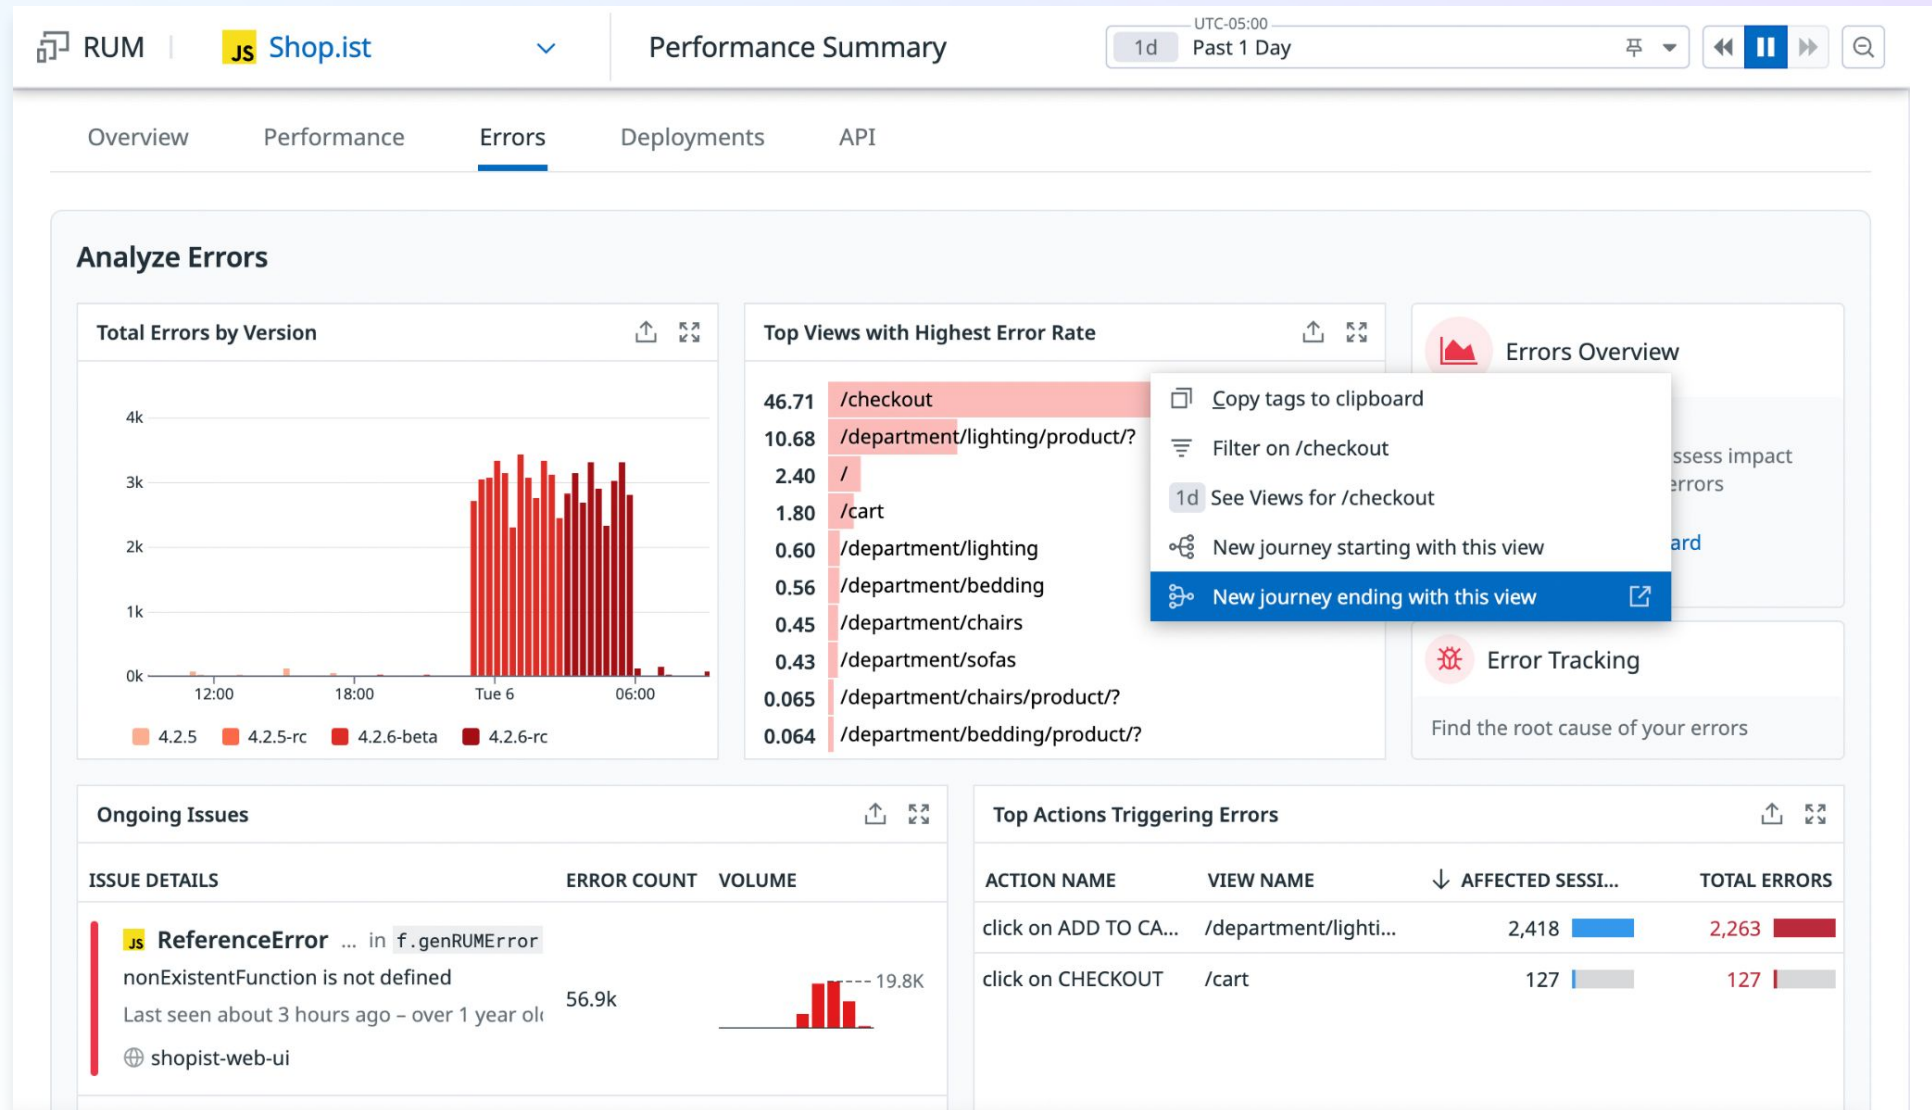 RUM
JS Shop.ist
Performance Summary
UTC-05:00
1d Past 1 Day
Overview
Performance
Errors
Deployments
API
Analyze Errors
Total Errors by Version
4k
3k
2k
1k
0k
12:00
18:00
Tue 6
06:00
4.2.5
4.2.5-rc
4.2.6-beta
4.2.6-rc
Top Views with Highest Error Rate
46.71 /checkout
10.68 /department/lighting/product/?
2.40 /
1.80 /cart
0.60 /department/lighting
0.56 /department/bedding
0.45 /department/chairs
0.43 /department/sofas
0.065 /department/chairs/product/?
0.064 /department/bedding/product/?
Copy tags to clipboard
Filter on /checkout
1d See Views for /checkout
New journey starting with this view
New journey ending with this view
Errors Overview
ssess impact
errors
ard
Error Tracking
Find the root cause of your errors
Ongoing Issues
ISSUE DETAILS
ERROR COUNT
VOLUME
JS ReferenceError ... in f.genRUMError
nonExistentFunction is not defined
Last seen about 3 hours ago – over 1 year old
shopist-web-ui
56.9k
19.8K
Top Actions Triggering Errors
ACTION NAME
VIEW NAME
AFFECTED SESSI...
TOTAL ERRORS
click on ADD TO CA... /department/lighti... 2,418 2,263
click on CHECKOUT /cart 127 127